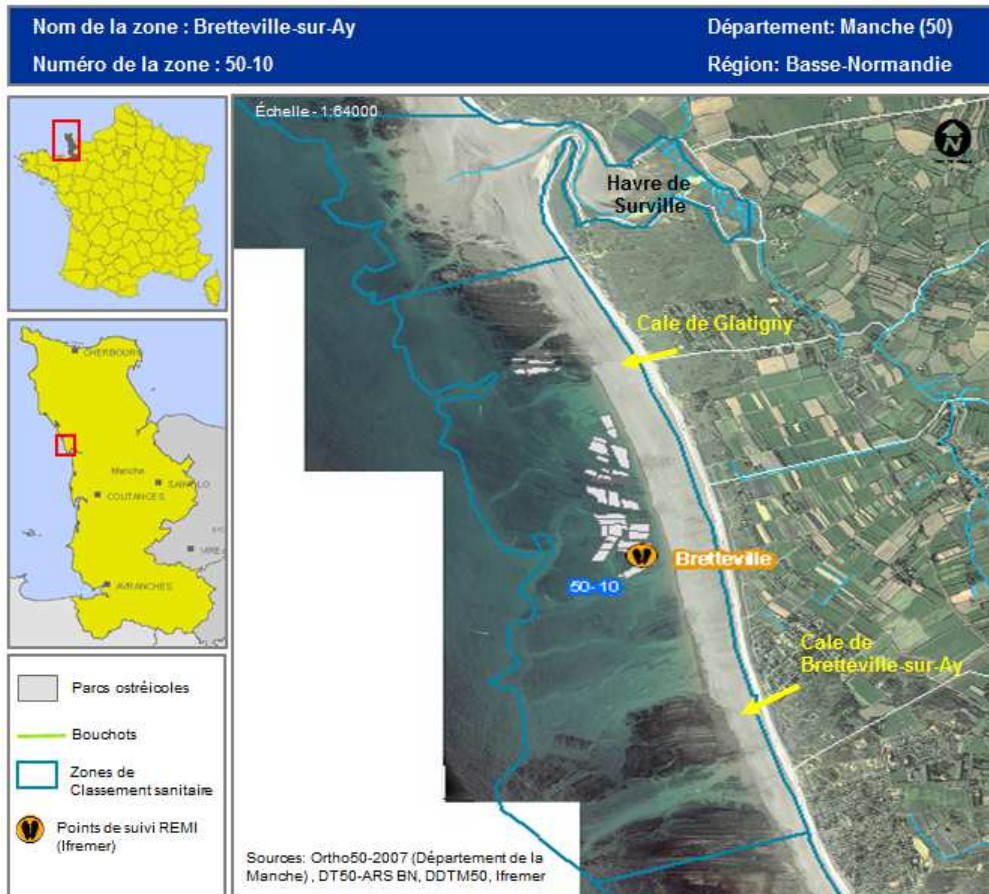 Nom de la zone : Bretteville-sur-Ay
Département: Manche (50)
Numéro de la zone : 50-10
Région: Basse-Normandie
Échelle - 1:64000
N
Havre de
Surville
Cale de Glatigny
Bretteville
50-10
Cale de
Bretteville-sur-Ay
CHERBOURG
Manche
COUTANCES
AVRANCHES
Parcs ostréicoles
Bouchots
Zones de
Classement sanitaire
Points de suivi REMI
(Ifremer)
Sources: Ortho50-2007 (Département de la
Manche) , DT50-ARS BN, DDTM50, Ifremer